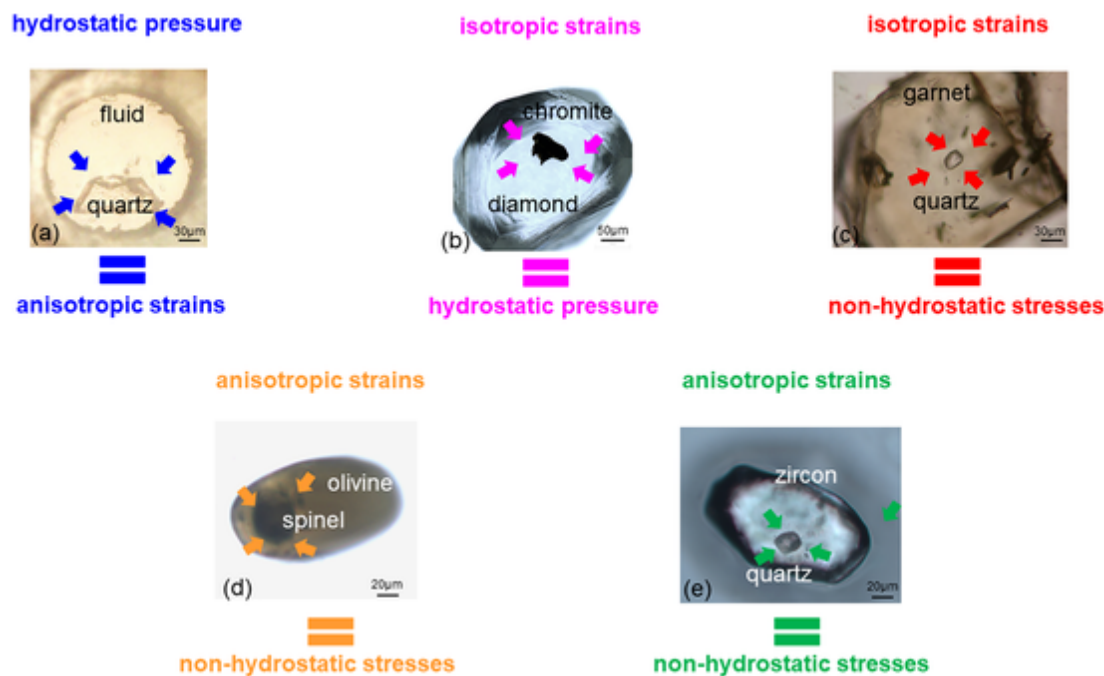 hydrostatic pressure
isotropic strains
isotropic strains
fluid
quartz
(a)
30µm
chromite
diamond
(b)
50µm
garnet
quartz
(c)
30µm
anisotropic strains
hydrostatic pressure
non-hydrostatic stresses
anisotropic strains
anisotropic strains
olivine
spinel
(d)
20µm
zircon
quartz
(e)
20µm
non-hydrostatic stresses
non-hydrostatic stresses